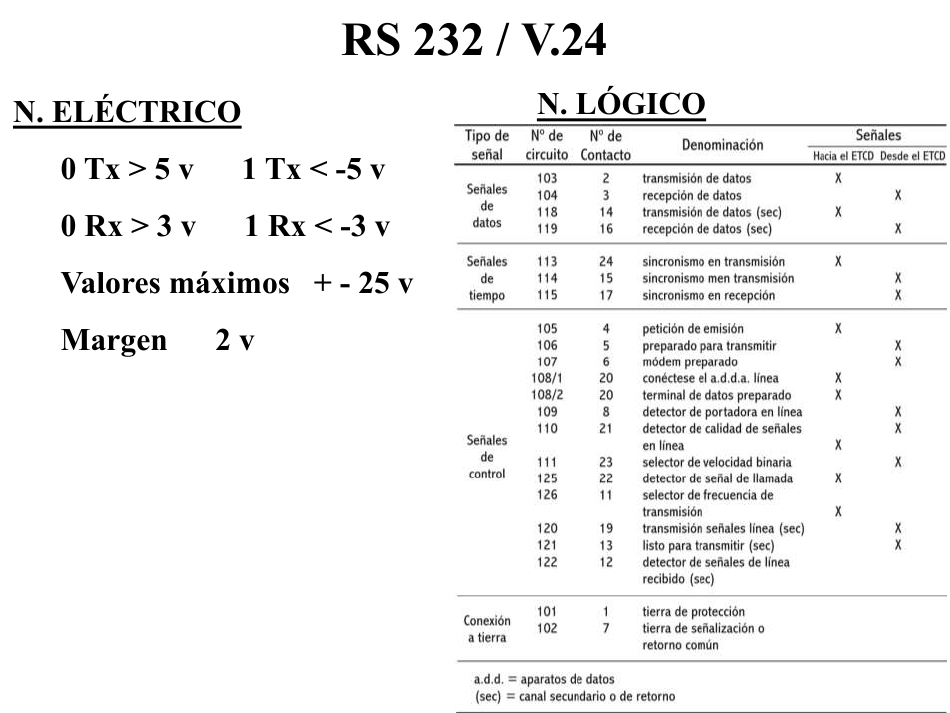 RS 232 / V.24
N. ELÉCTRICO
0 Tx > 5 v 1 Tx < -5 v
0 Rx > 3 v 1 Rx < -3 v
Valores máximos + - 25 v
Margen 2 v
N. LÓGICO
Tipo de señal Nº de circuito Nº de Contacto Denominación Señales
Hacia el ETCD Desde el ETCD
Señales de datos
103 2 transmisión de datos X
104 3 recepción de datos X
118 14 transmisión de datos (sec) X
119 16 recepción de datos (sec) X
Señales de tiempo
113 24 sincronismo en transmisión X
114 15 sincronismo men transmisión X
115 17 sincronismo en recepción X
Señales de control
105 4 petición de emisión X
106 5 preparado para transmitir X
107 6 módem preparado X
108/1 20 conéctese el a.d.d.a. línea X
108/2 20 terminal de datos preparado X
109 8 detector de portadora en línea X
110 21 detector de calidad de señales X
en línea X
111 23 selector de velocidad binaria X
125 22 detector de señal de llamada X
126 11 selector de frecuencia de
transmisión X
120 19 transmisión señales línea (sec) X
121 13 listo para transmitir (sec) X
122 12 detector de señales de línea
recibido (sec)
Conexión a tierra
101 1 tierra de protección
102 7 tierra de señalización o
retorno común
a.d.d. = aparatos de datos
(sec) = canal secundario o de retorno